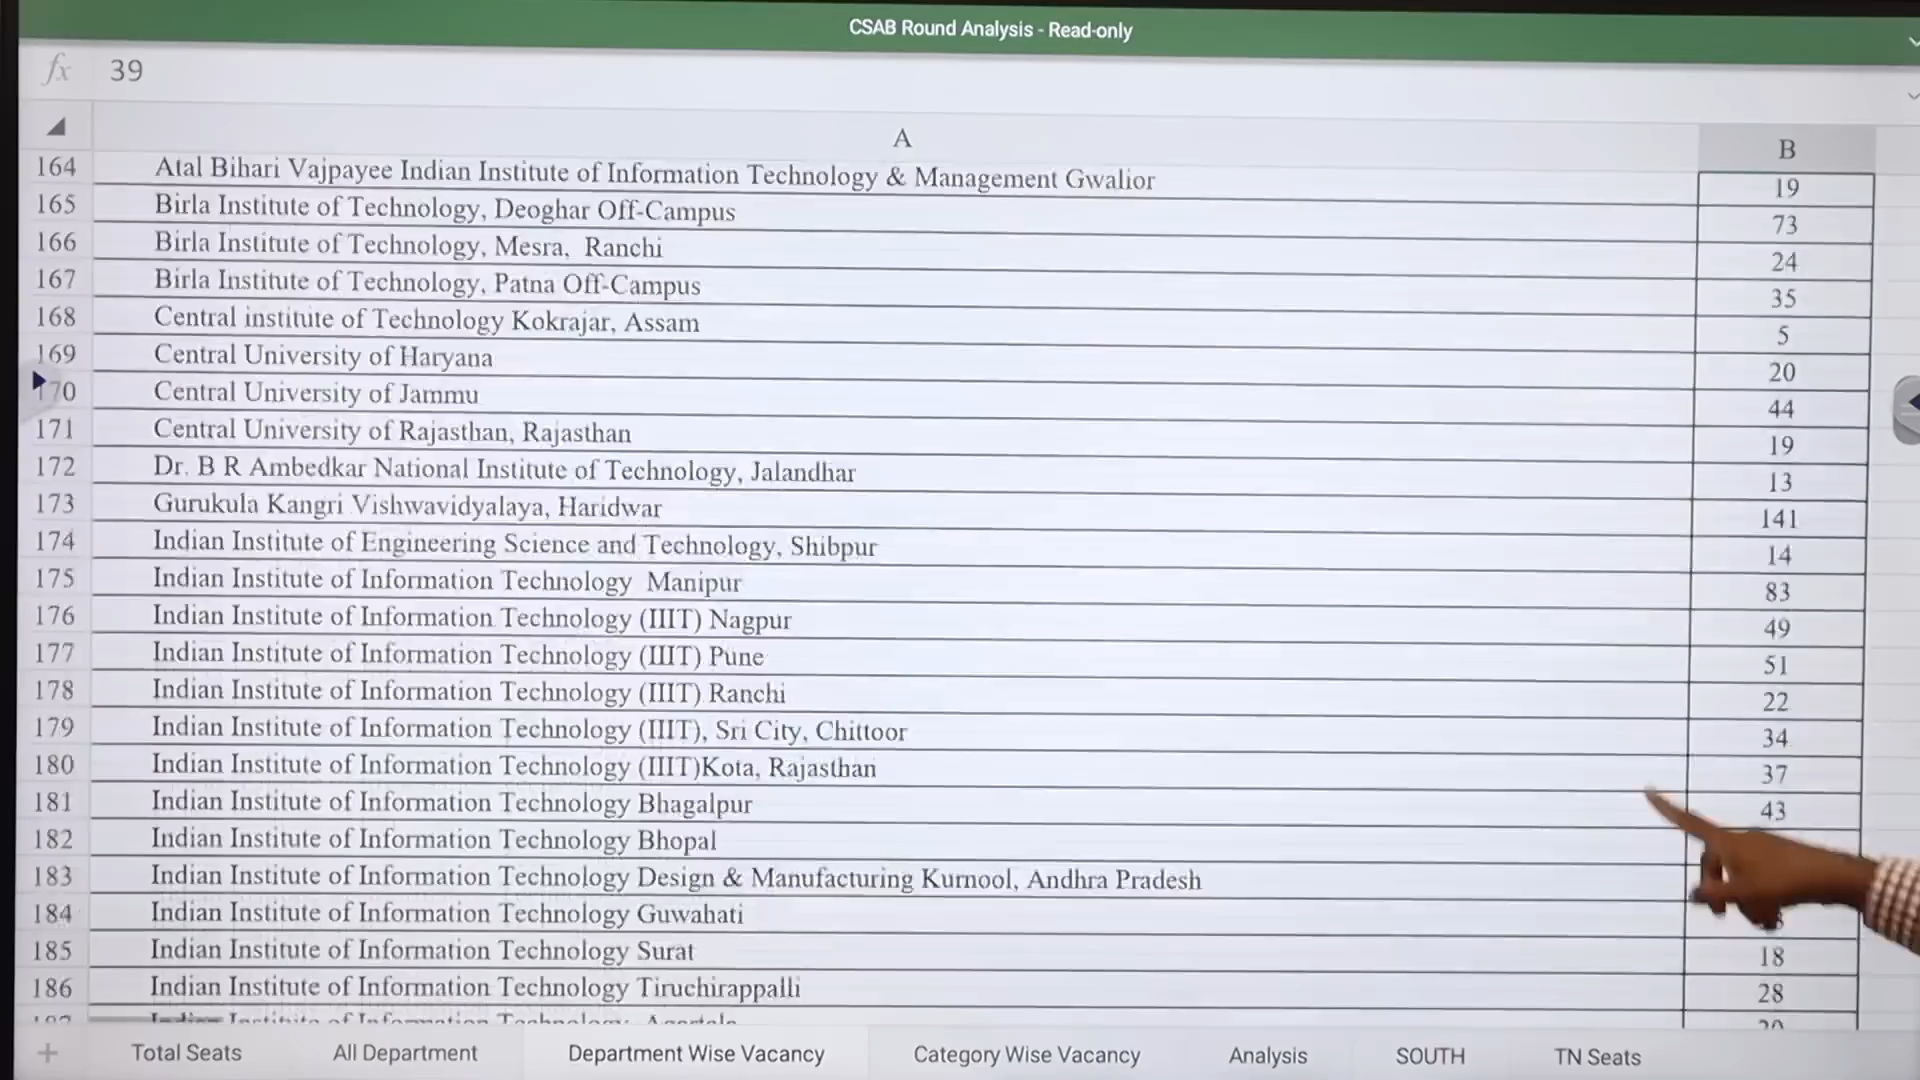 CSAB Round Analysis - Read-only
fx 39
A B
164 Atal Bihari Vajpayee Indian Institute of Information Technology & Management Gwalior 19
165 Birla Institute of Technology, Deoghar Off-Campus 73
166 Birla Institute of Technology, Mesra, Ranchi 24
167 Birla Institute of Technology, Patna Off-Campus 35
168 Central institute of Technology Kokrajar, Assam 5
169 Central University of Haryana 20
170 Central University of Jammu 44
171 Central University of Rajasthan, Rajasthan 19
172 Dr. B R Ambedkar National Institute of Technology, Jalandhar 13
173 Gurukula Kangri Vishwavidyalaya, Haridwar 141
174 Indian Institute of Engineering Science and Technology, Shibpur 14
175 Indian Institute of Information Technology Manipur 83
176 Indian Institute of Information Technology (IIIT) Nagpur 49
177 Indian Institute of Information Technology (IIIT) Pune 51
178 Indian Institute of Information Technology (IIIT) Ranchi 22
179 Indian Institute of Information Technology (IIIT), Sri City, Chittoor 34
180 Indian Institute of Information Technology (IIIT)Kota, Rajasthan 37
181 Indian Institute of Information Technology Bhagalpur 43
182 Indian Institute of Information Technology Bhopal
183 Indian Institute of Information Technology Design & Manufacturing Kurnool, Andhra Pradesh
184 Indian Institute of Information Technology Guwahati
185 Indian Institute of Information Technology Surat 18
186 Indian Institute of Information Technology Tiruchirappalli 28
+ Total Seats All Department Department Wise Vacancy Category Wise Vacancy Analysis SOUTH TN Seats